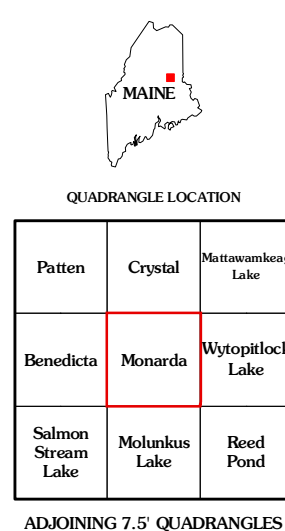 MAINE
QUADRANGLE LOCATION
Patten
Crystal
Mattawamkeag
Lake
Benedicta
Monarda
Wytopitlock
Lake
Salmon
Stream
Lake
Molunkus
Lake
Reed
Pond
ADJOINING 7.5' QUADRANGLES